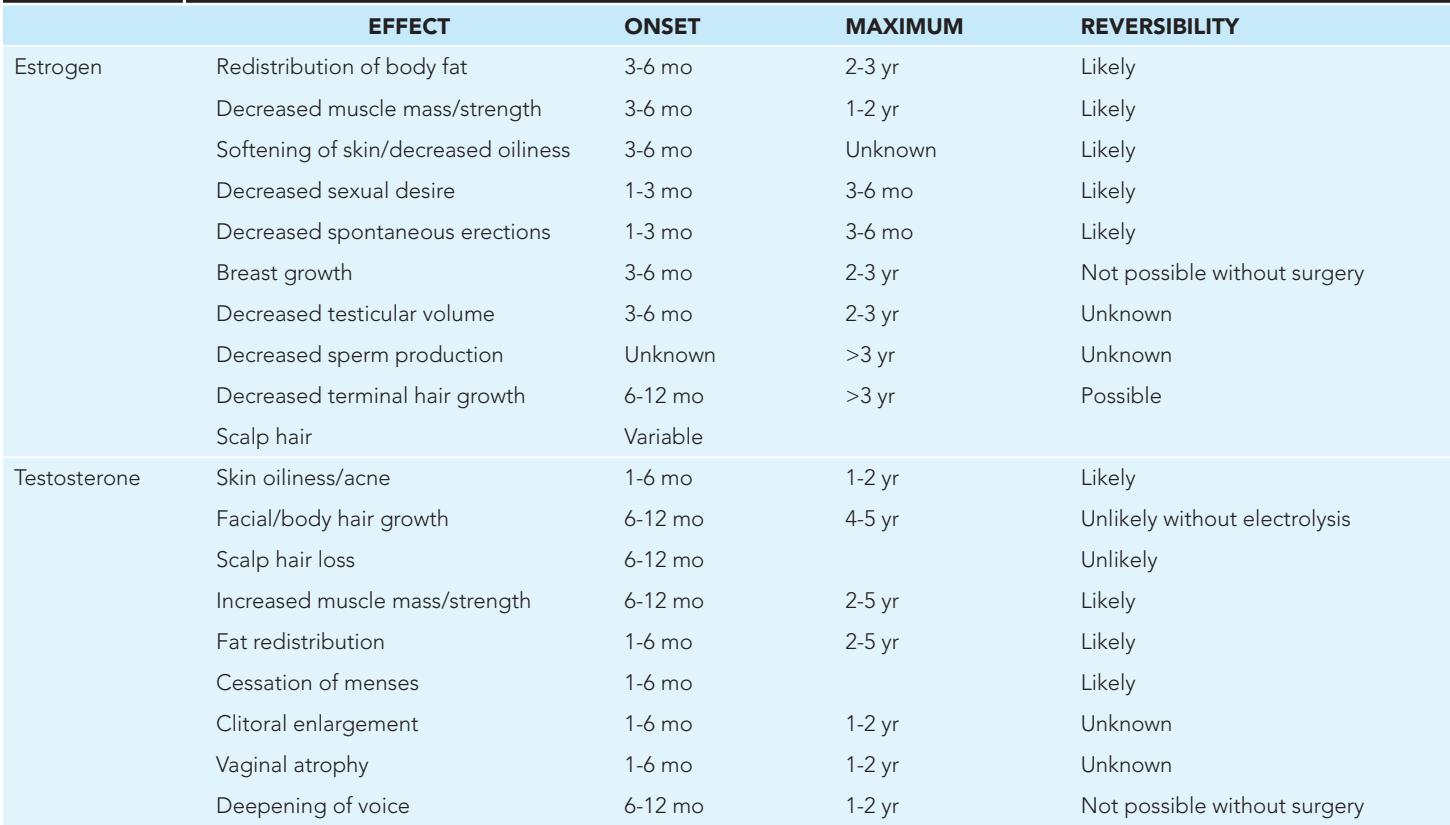 EFFECT ONSET MAXIMUM REVERSIBILITY
Estrogen Redistribution of body fat 3-6 mo 2-3 yr Likely
Decreased muscle mass/strength 3-6 mo 1-2 yr Likely
Softening of skin/decreased oiliness 3-6 mo Unknown Likely
Decreased sexual desire 1-3 mo 3-6 mo Likely
Decreased spontaneous erections 1-3 mo 3-6 mo Likely
Breast growth 3-6 mo 2-3 yr Not possible without surgery
Decreased testicular volume 3-6 mo 2-3 yr Unknown
Decreased sperm production Unknown >3 yr Unknown
Decreased terminal hair growth 6-12 mo >3 yr Possible
Scalp hair Variable
Testosterone Skin oiliness/acne 1-6 mo 1-2 yr Likely
Facial/body hair growth 6-12 mo 4-5 yr Unlikely without electrolysis
Scalp hair loss 6-12 mo Unlikely
Increased muscle mass/strength 6-12 mo 2-5 yr Likely
Fat redistribution 1-6 mo 2-5 yr Likely
Cessation of menses 1-6 mo Likely
Clitoral enlargement 1-6 mo 1-2 yr Unknown
Vaginal atrophy 1-6 mo 1-2 yr Unknown
Deepening of voice 6-12 mo 1-2 yr Not possible without surgery